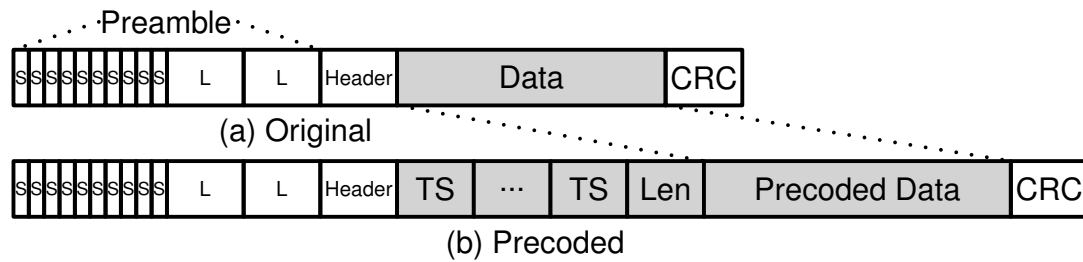 Preamble
S S S S S S S S S S L L Header Data CRC
(a) Original
S S S S S S S S S S L L Header TS ... TS Len Precoded Data CRC
(b) Precoded